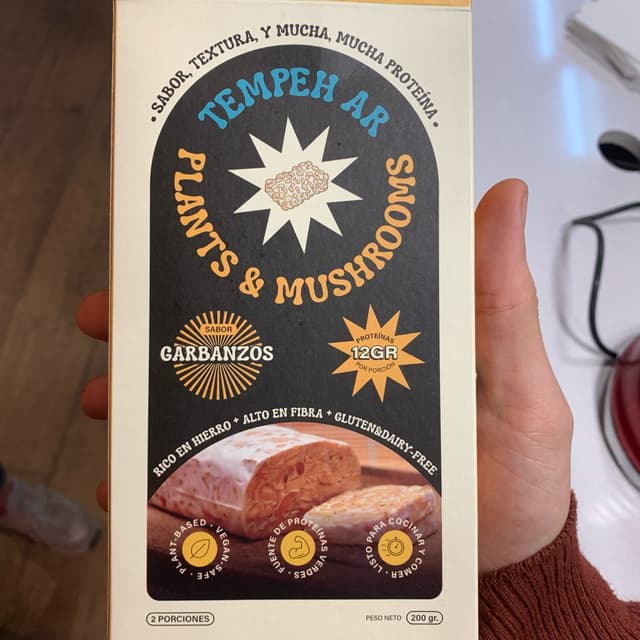 • SABOR, TEXTURA, Y MUCHA, MUCHA PROTEÍNA •
TEMPEH AR
PLANTS & MUSHROOMS
SABOR
GARBANZOS
PROTEÍNAS
12GR
POR PORCIÓN
RICO EN HIERRO + ALTO EN FIBRA + GLUTEN&DAIRY-FREE
PLANT-BASED • VEGAN-SAFE •
FUENTE DE PROTEÍNAS VERDES •
LISTO PARA COCINAR Y COMER •
2 PORCIONES
PESO NETO 200 gr.